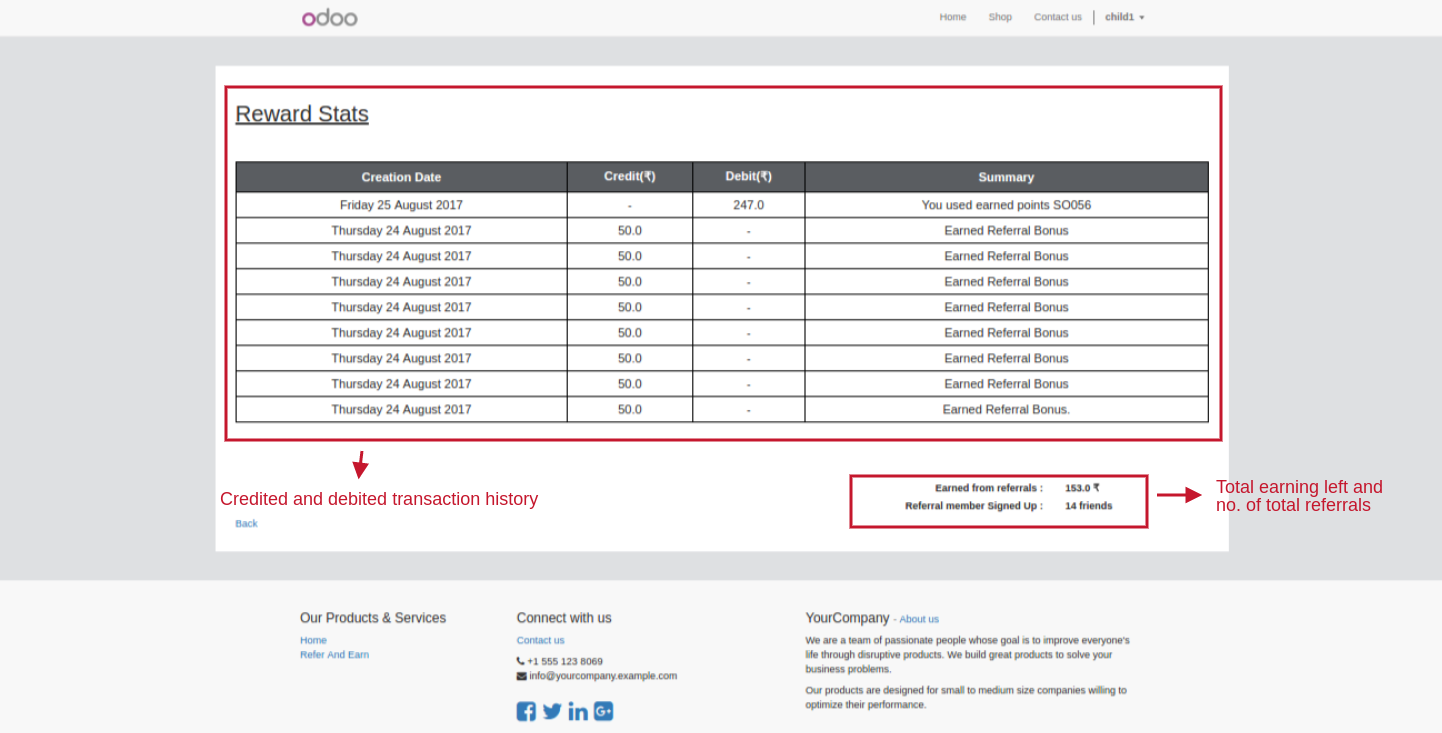 odoo
Home Shop Contact us child1
Reward Stats
Creation Date Credit(₹) Debit(₹) Summary
Friday 25 August 2017 - 247.0 You used earned points SO056
Thursday 24 August 2017 50.0 - Earned Referral Bonus
Thursday 24 August 2017 50.0 - Earned Referral Bonus
Thursday 24 August 2017 50.0 - Earned Referral Bonus
Thursday 24 August 2017 50.0 - Earned Referral Bonus
Thursday 24 August 2017 50.0 - Earned Referral Bonus
Thursday 24 August 2017 50.0 - Earned Referral Bonus
Thursday 24 August 2017 50.0 - Earned Referral Bonus
Thursday 24 August 2017 50.0 - Earned Referral Bonus.
Credited and debited transaction history
Earned from referrals : 153.0 ₹
Referral member Signed Up : 14 friends
Total earning left and
no. of total referrals
Back
Our Products & Services
Home
Refer And Earn
Connect with us
Contact us
+1 555 123 8069
info@yourcompany.example.com
YourCompany - About us
We are a team of passionate people whose goal is to improve everyone's
life through disruptive products. We build great products to solve your
business problems.
Our products are designed for small to medium size companies willing to
optimize their performance.